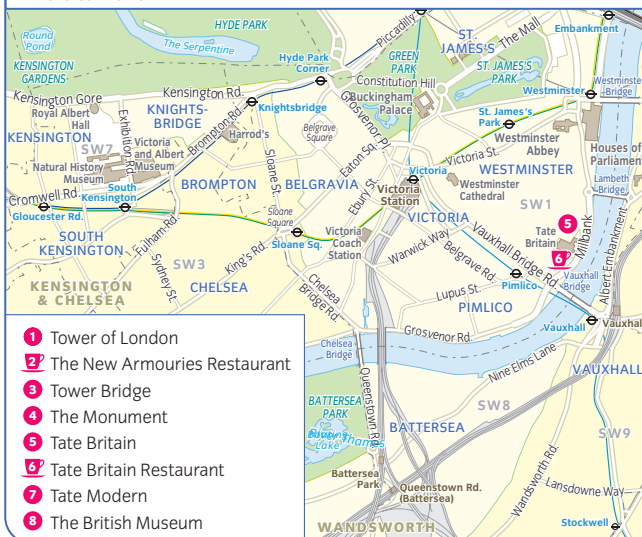 HYDE PARK
Round
Pond
The Serpentine
KENSINGTON
GARDENS
Piccadilly
Hyde Park
Corner
GREEN
PARK
ST.
JAMES'S
The Mall
Embankment
ST. JAMES'S
PARK
Constitution Hill
Buckingham
Palace
Westminster
Westminster
Bridge
Kensington Gore
Kensington Rd.
Royal Albert
Hall
KNIGHTS-
BRIDGE
Knightsbridge
Grosvenor Pl.
St. James's
Park
Westminster
Abbey
Houses of
Parliament
KENSINGTON
SW7
Exhibition Rd.
Victoria
and Albert
Museum
Brompton Rd.
Harrod's
Belgrave
Square
Natural History
Museum
Sloane St.
Eaton Sq.
Victoria
Victoria St.
WESTMINSTER
Lambeth
Bridge
Cromwell Rd.
South
Kensington
BROMPTON
BELGRAVIA
Ebury St.
Victoria
Station
Westminster
Cathedral
SW1
Gloucester Rd.
Sloane
Square
VICTORIA
5
Tate
Britain
Millbank
6
SOUTH
KENSINGTON
Fulham Rd.
Sydney St.
SW3
King's Rd.
Sloane Sq.
Victoria
Coach
Station
Warwick Way
Belgrave Rd.
Vauxhall Bridge Rd.
Vauxhall
Bridge
Albert Embankment
KENSINGTON
& CHELSEA
CHELSEA
Chelsea
Bridge Rd.
Lupus St.
Pimlico
PIMLICO
Grosvenor Rd.
Vauxhall
Vauxhall
Chelsea
Bridge
Nine Elms Lane
VAUXHALL
Queenstown Rd.
BATTERSEA
PARK
BATTERSEA
SW8
SW9
Boating
Lake
River Thames
Battersea
Park
Queenstown Rd.
(Battersea)
Wandsworth Rd.
Lansdowne Way
Stockwell
WANDSWORTH
1 Tower of London
2 The New Armouries Restaurant
3 Tower Bridge
4 The Monument
5 Tate Britain
6 Tate Britain Restaurant
7 Tate Modern
8 The British Museum